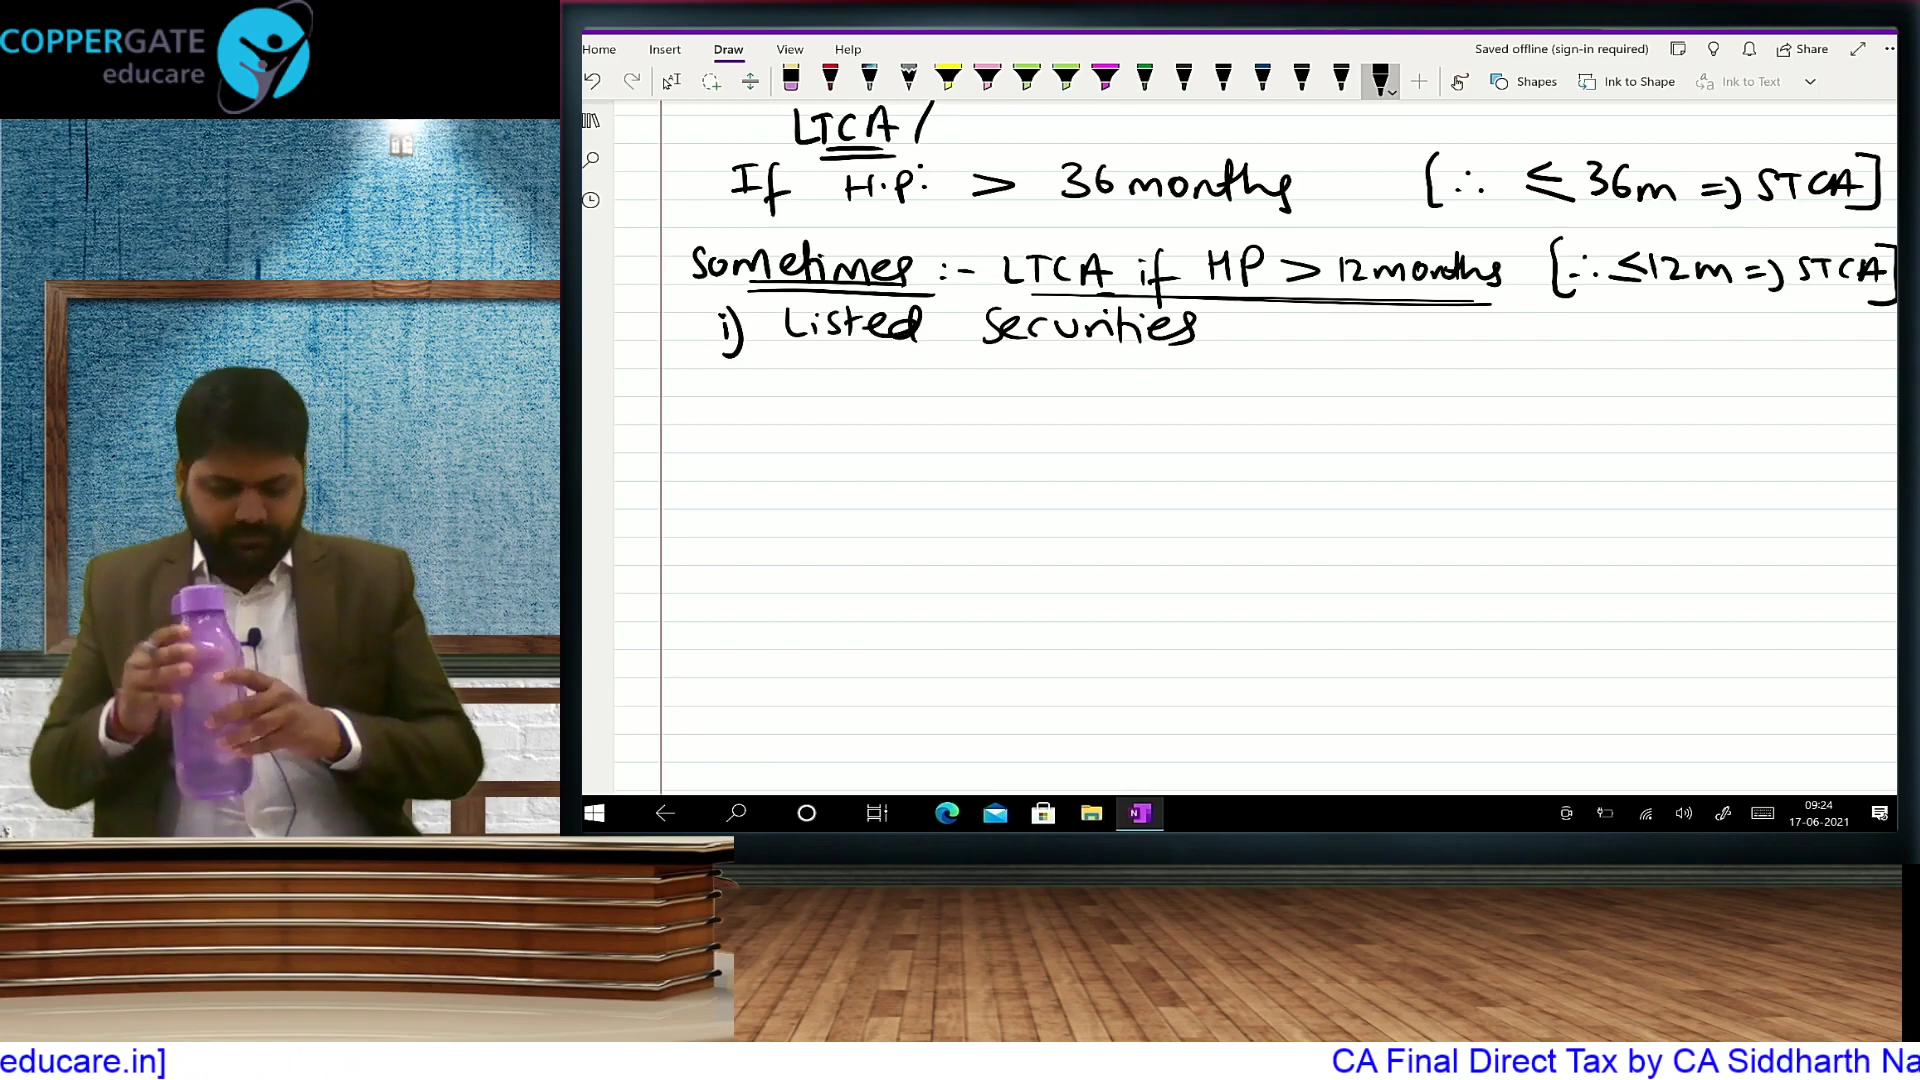 COPPERGATE
educare
Home Insert Draw View Help
Saved offline (sign-in required)
Share
Shapes
Ink to Shape
Ink to Text
LTCA /
If H.P. > 36 months [∴ ≤ 36m => STCA]
Sometimes :- LTCA if HP > 12 months [∴ ≤12m => STCA]
i) Listed Securities
09:24
17-06-2021
educare.in]
CA Final Direct Tax by CA Siddharth Na